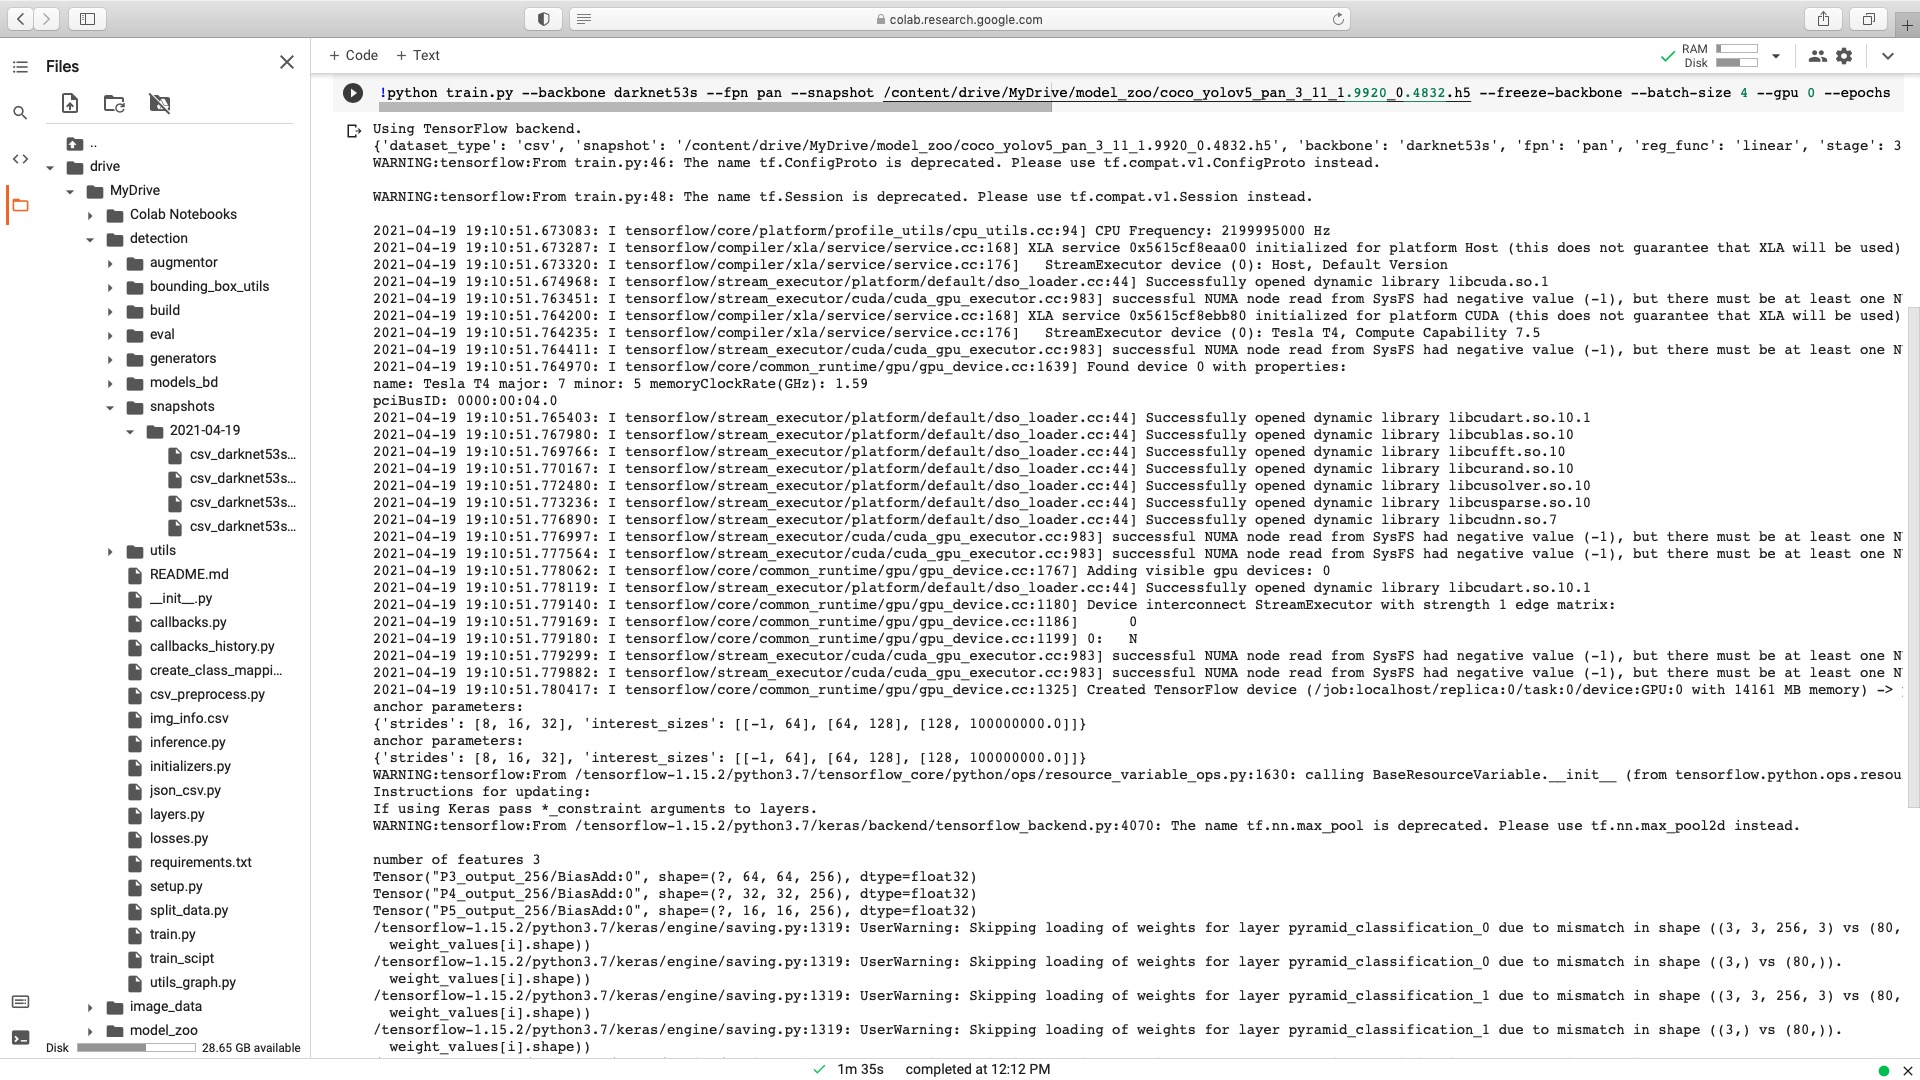 colab.research.google.com
Files
+ Code + Text
RAM
Disk
!python train.py --backbone darknet53s --fpn pan --snapshot /content/drive/MyDrive/model_zoo/coco_yolov5_pan_3_11_1.9920_0.4832.h5 --freeze-backbone --batch-size 4 --gpu 0 --epochs
..
drive
MyDrive
Colab Notebooks
detection
augmentor
bounding_box_utils
build
eval
generators
models_bd
snapshots
2021-04-19
csv_darknet53s...
csv_darknet53s...
csv_darknet53s...
csv_darknet53s...
utils
README.md
__init__.py
callbacks.py
callbacks_history.py
create_class_mappi...
csv_preprocess.py
img_info.csv
inference.py
initializers.py
json_csv.py
layers.py
losses.py
requirements.txt
setup.py
split_data.py
train.py
train_scipt
utils_graph.py
image_data
model_zoo
Disk 28.65 GB available
Using TensorFlow backend.
{'dataset_type': 'csv', 'snapshot': '/content/drive/MyDrive/model_zoo/coco_yolov5_pan_3_11_1.9920_0.4832.h5', 'backbone': 'darknet53s', 'fpn': 'pan', 'reg_func': 'linear', 'stage': 3
WARNING:tensorflow:From train.py:46: The name tf.ConfigProto is deprecated. Please use tf.compat.v1.ConfigProto instead.
WARNING:tensorflow:From train.py:48: The name tf.Session is deprecated. Please use tf.compat.v1.Session instead.
2021-04-19 19:10:51.673083: I tensorflow/core/platform/profile_utils/cpu_utils.cc:94] CPU Frequency: 2199995000 Hz
2021-04-19 19:10:51.673287: I tensorflow/compiler/xla/service/service.cc:168] XLA service 0x5615cf8eaa00 initialized for platform Host (this does not guarantee that XLA will be used)
2021-04-19 19:10:51.673320: I tensorflow/compiler/xla/service/service.cc:176]   StreamExecutor device (0): Host, Default Version
2021-04-19 19:10:51.674968: I tensorflow/stream_executor/platform/default/dso_loader.cc:44] Successfully opened dynamic library libcuda.so.1
2021-04-19 19:10:51.763451: I tensorflow/stream_executor/cuda/cuda_gpu_executor.cc:983] successful NUMA node read from SysFS had negative value (-1), but there must be at least one N
2021-04-19 19:10:51.764200: I tensorflow/compiler/xla/service/service.cc:168] XLA service 0x5615cf8ebb80 initialized for platform CUDA (this does not guarantee that XLA will be used)
2021-04-19 19:10:51.764235: I tensorflow/compiler/xla/service/service.cc:176]   StreamExecutor device (0): Tesla T4, Compute Capability 7.5
2021-04-19 19:10:51.764411: I tensorflow/stream_executor/cuda/cuda_gpu_executor.cc:983] successful NUMA node read from SysFS had negative value (-1), but there must be at least one N
2021-04-19 19:10:51.764970: I tensorflow/core/common_runtime/gpu/gpu_device.cc:1639] Found device 0 with properties:
name: Tesla T4 major: 7 minor: 5 memoryClockRate(GHz): 1.59
pciBusID: 0000:00:04.0
2021-04-19 19:10:51.765403: I tensorflow/stream_executor/platform/default/dso_loader.cc:44] Successfully opened dynamic library libcudart.so.10.1
2021-04-19 19:10:51.767980: I tensorflow/stream_executor/platform/default/dso_loader.cc:44] Successfully opened dynamic library libcublas.so.10
2021-04-19 19:10:51.769766: I tensorflow/stream_executor/platform/default/dso_loader.cc:44] Successfully opened dynamic library libcufft.so.10
2021-04-19 19:10:51.770167: I tensorflow/stream_executor/platform/default/dso_loader.cc:44] Successfully opened dynamic library libcurand.so.10
2021-04-19 19:10:51.772480: I tensorflow/stream_executor/platform/default/dso_loader.cc:44] Successfully opened dynamic library libcusolver.so.10
2021-04-19 19:10:51.773236: I tensorflow/stream_executor/platform/default/dso_loader.cc:44] Successfully opened dynamic library libcusparse.so.10
2021-04-19 19:10:51.776890: I tensorflow/stream_executor/platform/default/dso_loader.cc:44] Successfully opened dynamic library libcudnn.so.7
2021-04-19 19:10:51.776997: I tensorflow/stream_executor/cuda/cuda_gpu_executor.cc:983] successful NUMA node read from SysFS had negative value (-1), but there must be at least one N
2021-04-19 19:10:51.777564: I tensorflow/stream_executor/cuda/cuda_gpu_executor.cc:983] successful NUMA node read from SysFS had negative value (-1), but there must be at least one N
2021-04-19 19:10:51.778062: I tensorflow/core/common_runtime/gpu/gpu_device.cc:1767] Adding visible gpu devices: 0
2021-04-19 19:10:51.778119: I tensorflow/stream_executor/platform/default/dso_loader.cc:44] Successfully opened dynamic library libcudart.so.10.1
2021-04-19 19:10:51.779140: I tensorflow/core/common_runtime/gpu/gpu_device.cc:1180] Device interconnect StreamExecutor with strength 1 edge matrix:
2021-04-19 19:10:51.779169: I tensorflow/core/common_runtime/gpu/gpu_device.cc:1186]      0
2021-04-19 19:10:51.779180: I tensorflow/core/common_runtime/gpu/gpu_device.cc:1199] 0:   N
2021-04-19 19:10:51.779299: I tensorflow/stream_executor/cuda/cuda_gpu_executor.cc:983] successful NUMA node read from SysFS had negative value (-1), but there must be at least one N
2021-04-19 19:10:51.779882: I tensorflow/stream_executor/cuda/cuda_gpu_executor.cc:983] successful NUMA node read from SysFS had negative value (-1), but there must be at least one N
2021-04-19 19:10:51.780417: I tensorflow/core/common_runtime/gpu/gpu_device.cc:1325] Created TensorFlow device (/job:localhost/replica:0/task:0/device:GPU:0 with 14161 MB memory) ->
anchor parameters:
{'strides': [8, 16, 32], 'interest_sizes': [[-1, 64], [64, 128], [128, 100000000.0]]}
anchor parameters:
{'strides': [8, 16, 32], 'interest_sizes': [[-1, 64], [64, 128], [128, 100000000.0]]}
WARNING:tensorflow:From /tensorflow-1.15.2/python3.7/tensorflow_core/python/ops/resource_variable_ops.py:1630: calling BaseResourceVariable.__init__ (from tensorflow.python.ops.resou
Instructions for updating:
If using Keras pass *_constraint arguments to layers.
WARNING:tensorflow:From /tensorflow-1.15.2/python3.7/keras/backend/tensorflow_backend.py:4070: The name tf.nn.max_pool is deprecated. Please use tf.nn.max_pool2d instead.
number of features 3
Tensor("P3_output_256/BiasAdd:0", shape=(?, 64, 64, 256), dtype=float32)
Tensor("P4_output_256/BiasAdd:0", shape=(?, 32, 32, 256), dtype=float32)
Tensor("P5_output_256/BiasAdd:0", shape=(?, 16, 16, 256), dtype=float32)
/tensorflow-1.15.2/python3.7/keras/engine/saving.py:1319: UserWarning: Skipping loading of weights for layer pyramid_classification_0 due to mismatch in shape ((3, 3, 256, 3) vs (80,
weight_values[i].shape))
/tensorflow-1.15.2/python3.7/keras/engine/saving.py:1319: UserWarning: Skipping loading of weights for layer pyramid_classification_0 due to mismatch in shape ((3,) vs (80,)).
weight_values[i].shape))
/tensorflow-1.15.2/python3.7/keras/engine/saving.py:1319: UserWarning: Skipping loading of weights for layer pyramid_classification_1 due to mismatch in shape ((3, 3, 256, 3) vs (80,
weight_values[i].shape))
/tensorflow-1.15.2/python3.7/keras/engine/saving.py:1319: UserWarning: Skipping loading of weights for layer pyramid_classification_1 due to mismatch in shape ((3,) vs (80,)).
weight_values[i].shape))
1m 35s completed at 12:12 PM